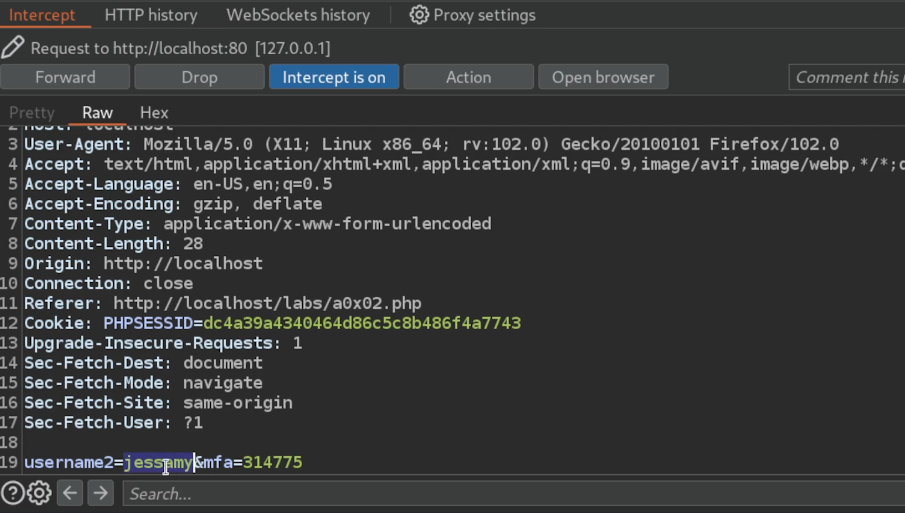 Intercept HTTP history WebSockets history Proxy settings
Request to http://localhost:80 [127.0.0.1]
Forward Drop Intercept is on Action Open browser Comment this
Pretty Raw Hex
2 Host: localhost
3 User-Agent: Mozilla/5.0 (X11; Linux x86_64; rv:102.0) Gecko/20100101 Firefox/102.0
4 Accept: text/html,application/xhtml+xml,application/xml;q=0.9,image/avif,image/webp,*/*;
5 Accept-Language: en-US,en;q=0.5
6 Accept-Encoding: gzip, deflate
7 Content-Type: application/x-www-form-urlencoded
8 Content-Length: 28
9 Origin: http://localhost
10 Connection: close
11 Referer: http://localhost/labs/a0x02.php
12 Cookie: PHPSESSID=dc4a39a4340464d86c5c8b486f4a7743
13 Upgrade-Insecure-Requests: 1
14 Sec-Fetch-Dest: document
15 Sec-Fetch-Mode: navigate
16 Sec-Fetch-Site: same-origin
17 Sec-Fetch-User: ?1
18
19 username2=jessamy&mfa=314775
Search...